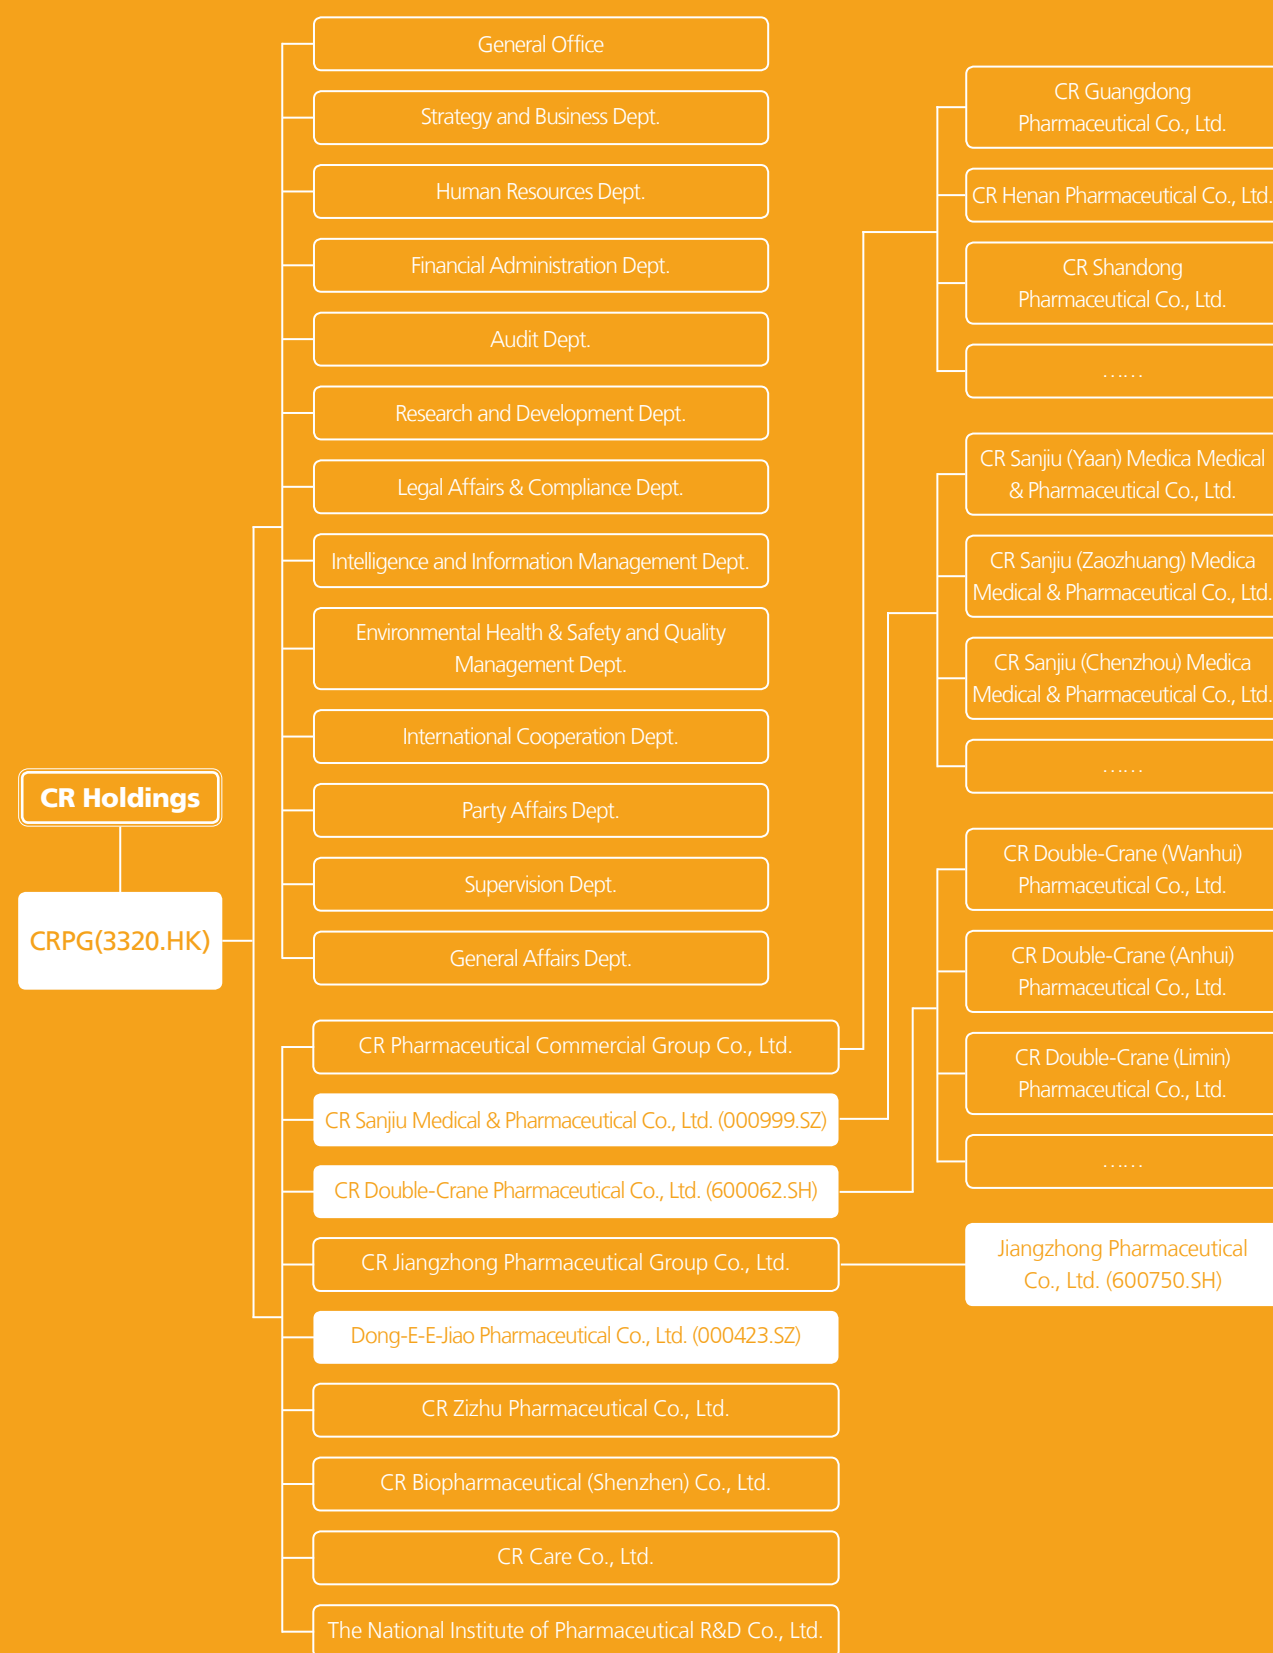 CR Holdings
CRPG(3320.HK)
General Office
Strategy and Business Dept.
Human Resources Dept.
Financial Administration Dept.
Audit Dept.
Research and Development Dept.
Legal Affairs & Compliance Dept.
Intelligence and Information Management Dept.
Environmental Health & Safety and Quality
Management Dept.
International Cooperation Dept.
Party Affairs Dept.
Supervision Dept.
General Affairs Dept.
CR Pharmaceutical Commercial Group Co., Ltd.
CR Sanjiu Medical & Pharmaceutical Co., Ltd. (000999.SZ)
CR Double-Crane Pharmaceutical Co., Ltd. (600062.SH)
CR Jiangzhong Pharmaceutical Group Co., Ltd.
Dong-E-E-Jiao Pharmaceutical Co., Ltd. (000423.SZ)
CR Zizhu Pharmaceutical Co., Ltd.
CR Biopharmaceutical (Shenzhen) Co., Ltd.
CR Care Co., Ltd.
The National Institute of Pharmaceutical R&D Co., Ltd.
CR Guangdong
Pharmaceutical Co., Ltd.
CR Henan Pharmaceutical Co., Ltd.
CR Shandong
Pharmaceutical Co., Ltd.
……
CR Sanjiu (Yaan) Medica Medical
& Pharmaceutical Co., Ltd.
CR Sanjiu (Zaozhuang) Medica
Medical & Pharmaceutical Co., Ltd.
CR Sanjiu (Chenzhou) Medica
Medical & Pharmaceutical Co., Ltd.
……
CR Double-Crane (Wanhui)
Pharmaceutical Co., Ltd.
CR Double-Crane (Anhui)
Pharmaceutical Co., Ltd.
CR Double-Crane (Limin)
Pharmaceutical Co., Ltd.
……
Jiangzhong Pharmaceutical
Co., Ltd. (600750.SH)